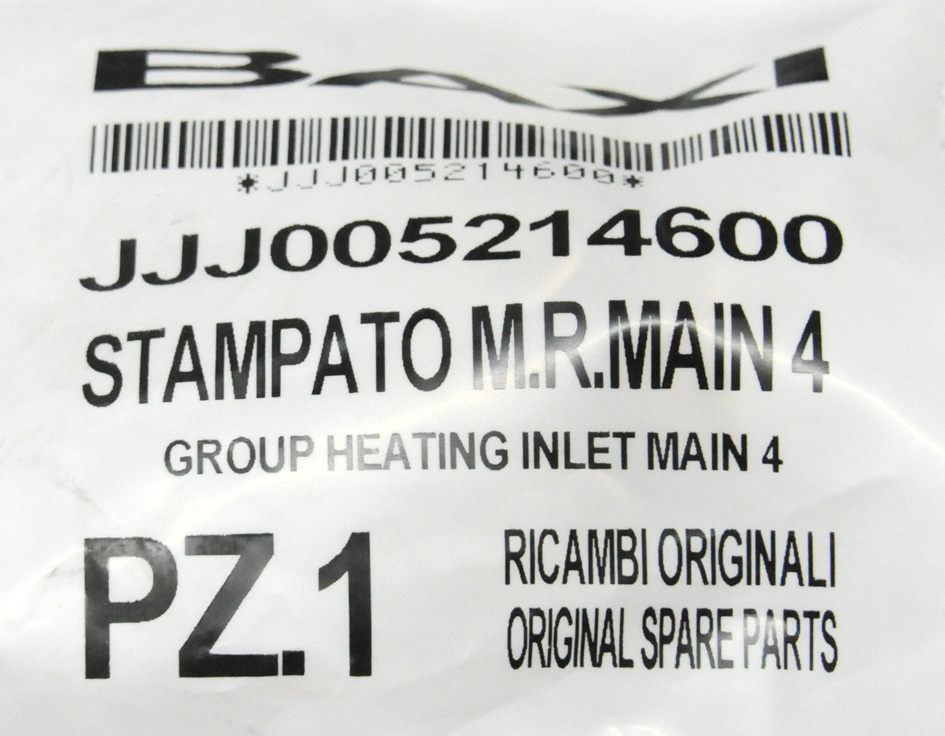 BAXI
*JJJ005214600*
JJJ005214600
STAMPATO M.R.MAIN 4
GROUP HEATING INLET MAIN 4
PZ.1
RICAMBI ORIGINALI
ORIGINAL SPARE PARTS